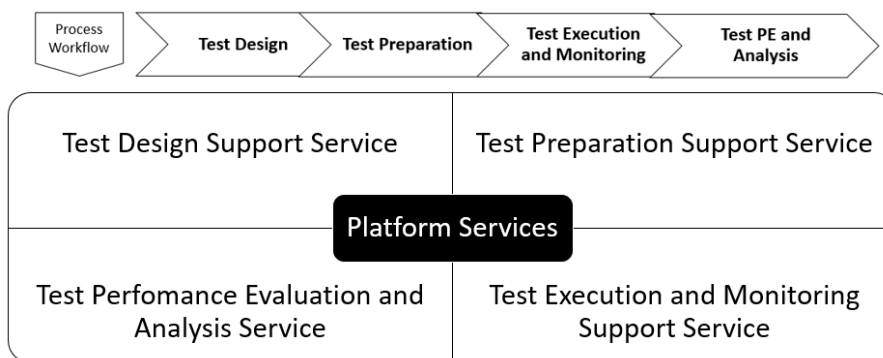 Process
Workflow
Test Design
Test Preparation
Test Execution
and Monitoring
Test PE and
Analysis
Test Design Support Service
Test Preparation Support Service
Platform Services
Test Perfomance Evaluation and
Analysis Service
Test Execution and Monitoring
Support Service